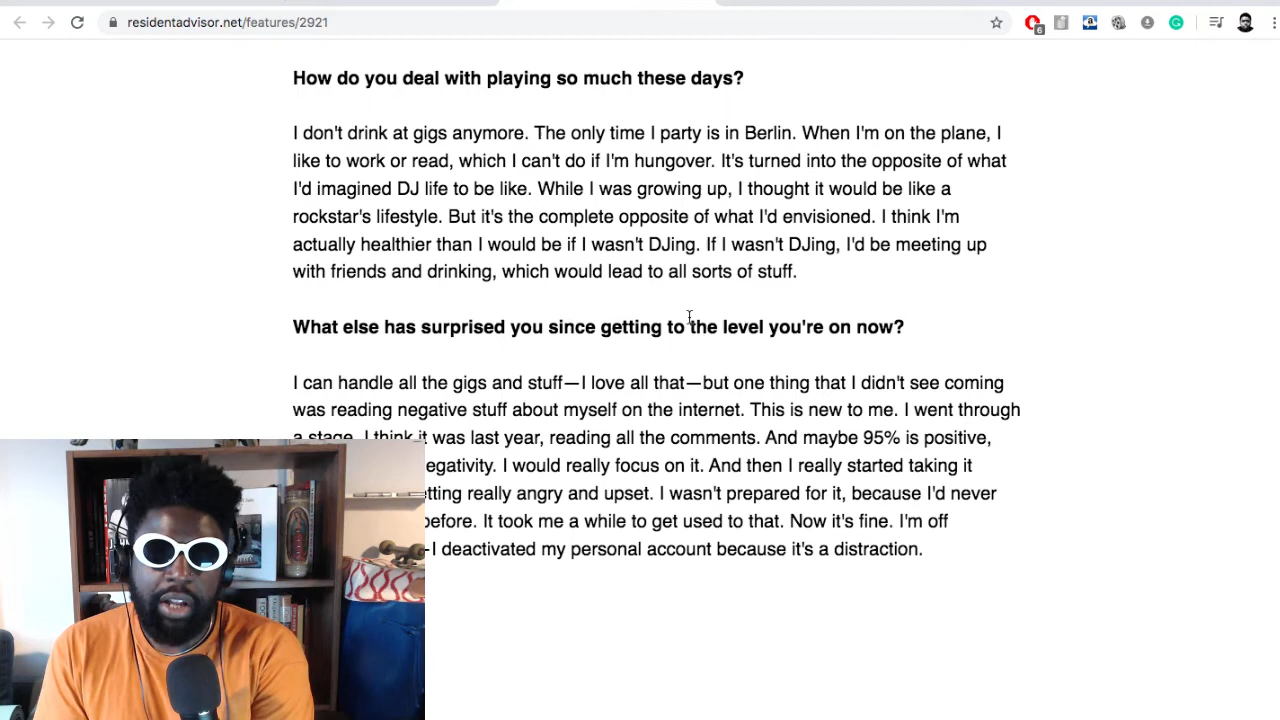 residentadvisor.net/features/2921
6
How do you deal with playing so much these days?
I don't drink at gigs anymore. The only time I party is in Berlin. When I'm on the plane, I
like to work or read, which I can't do if I'm hungover. It's turned into the opposite of what
I'd imagined DJ life to be like. While I was growing up, I thought it would be like a
rockstar's lifestyle. But it's the complete opposite of what I'd envisioned. I think I'm
actually healthier than I would be if I wasn't DJing. If I wasn't DJing, I'd be meeting up
with friends and drinking, which would lead to all sorts of stuff.
What else has surprised you since getting to the level you're on now?
I can handle all the gigs and stuff—I love all that—but one thing that I didn't see coming
was reading negative stuff about myself on the internet. This is new to me. I went through
a stage, I think it was last year, reading all the comments. And maybe 95% is positive,
egativity. I would really focus on it. And then I really started taking it
tting really angry and upset. I wasn't prepared for it, because I'd never
before. It took me a while to get used to that. Now it's fine. I'm off
—I deactivated my personal account because it's a distraction.